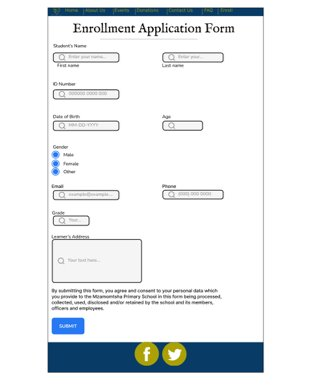 Home About Us Events Donations Contact Us FAQ Enroll
Enrollment Application Form
Student's Name
Enter your name... Enter your...
First name Last name
ID Number
000000 0000 000
Date of Birth Age
MM-DD-YYYY
Gender
Male
Female
Other
Email Phone
example@example... (000) 000 0000
Grade
Your ...
Learner's Address
Your text here...
By submitting this form, you agree and consent to your personal data which
you provide to the Mzamomtsha Primary School in this form being processed,
collected, used, disclosed and/or retained by the school and its members,
officers and employees.
SUBMIT